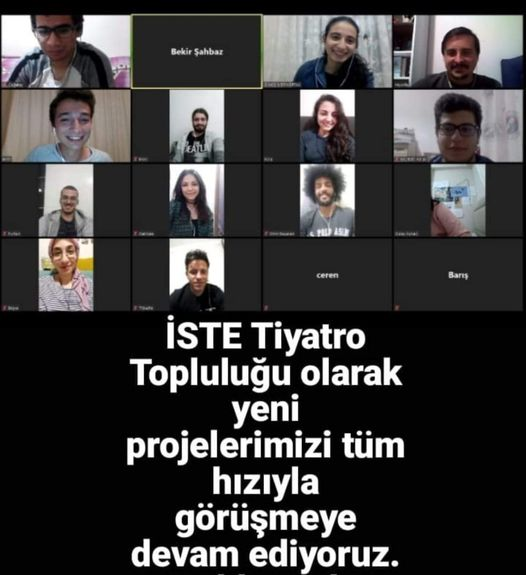 Bekir Şahbaz
ceren
Barış
İSTE Tiyatro
Topluluğu olarak
yeni
projelerimizi tüm
hızıyla
görüşmeye
devam ediyoruz.